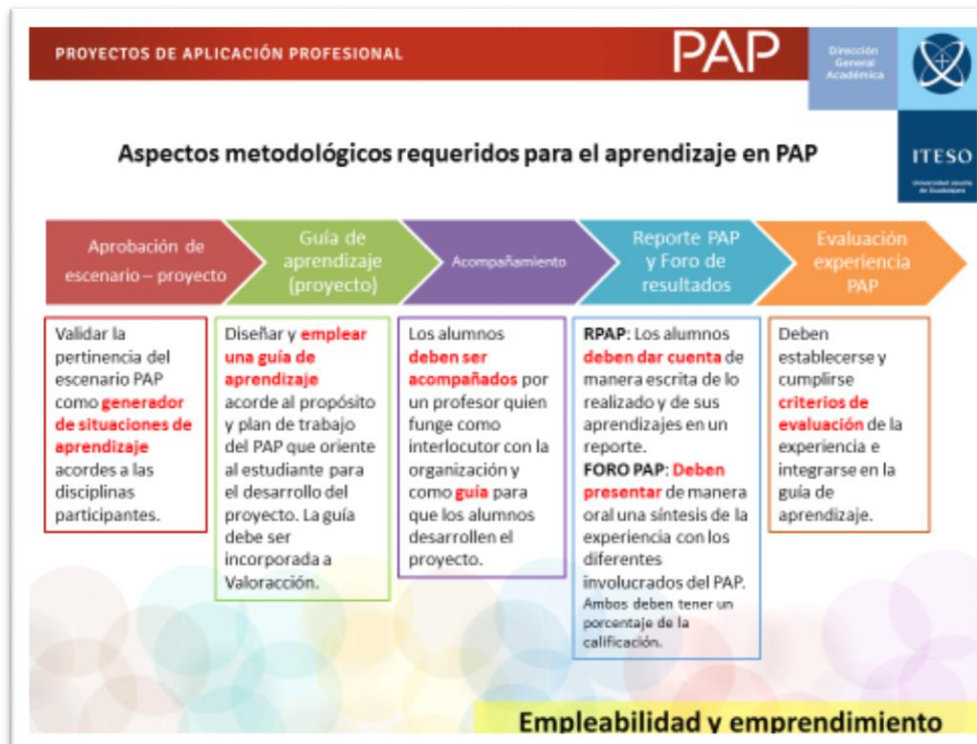 PROYECTOS DE APLICACIÓN PROFESIONAL
PAP
Dirección
General
Académica
ITESO
Universidad Jesuita
de Guadalajara
Aspectos metodológicos requeridos para el aprendizaje en PAP
Aprobación de
escenario – proyecto
Guía de
aprendizaje
(proyecto)
Acompañamiento
Reporte PAP
y Foro de
resultados
Evaluación
experiencia
PAP
Validar la
pertinencia del
escenario PAP
como generador
de situaciones de
aprendizaje
acordes a las
disciplinas
participantes.
Diseñar y emplear
una guía de
aprendizaje
acorde al propósito
y plan de trabajo
del PAP que oriente
al estudiante para
el desarrollo del
proyecto. La guía
debe ser
incorporada a
Valoracción.
Los alumnos
deben ser
acompañados por
un profesor quien
funge como
interlocutor con la
organización y
como guía para
que los alumnos
desarrollen el
proyecto.
RPAP: Los alumnos
deben dar cuenta de
manera escrita de lo
realizado y de sus
aprendizajes en un
reporte.
FORO PAP: Deben
presentar de manera
oral una síntesis de la
experiencia con los
diferentes
involucrados del PAP.
Ambos deben tener un
porcentaje de la
calificación.
Deben
establecerse y
cumplirse
criterios de
evaluación de la
experiencia e
integrarse en la
guía de
aprendizaje.
Empleabilidad y emprendimiento